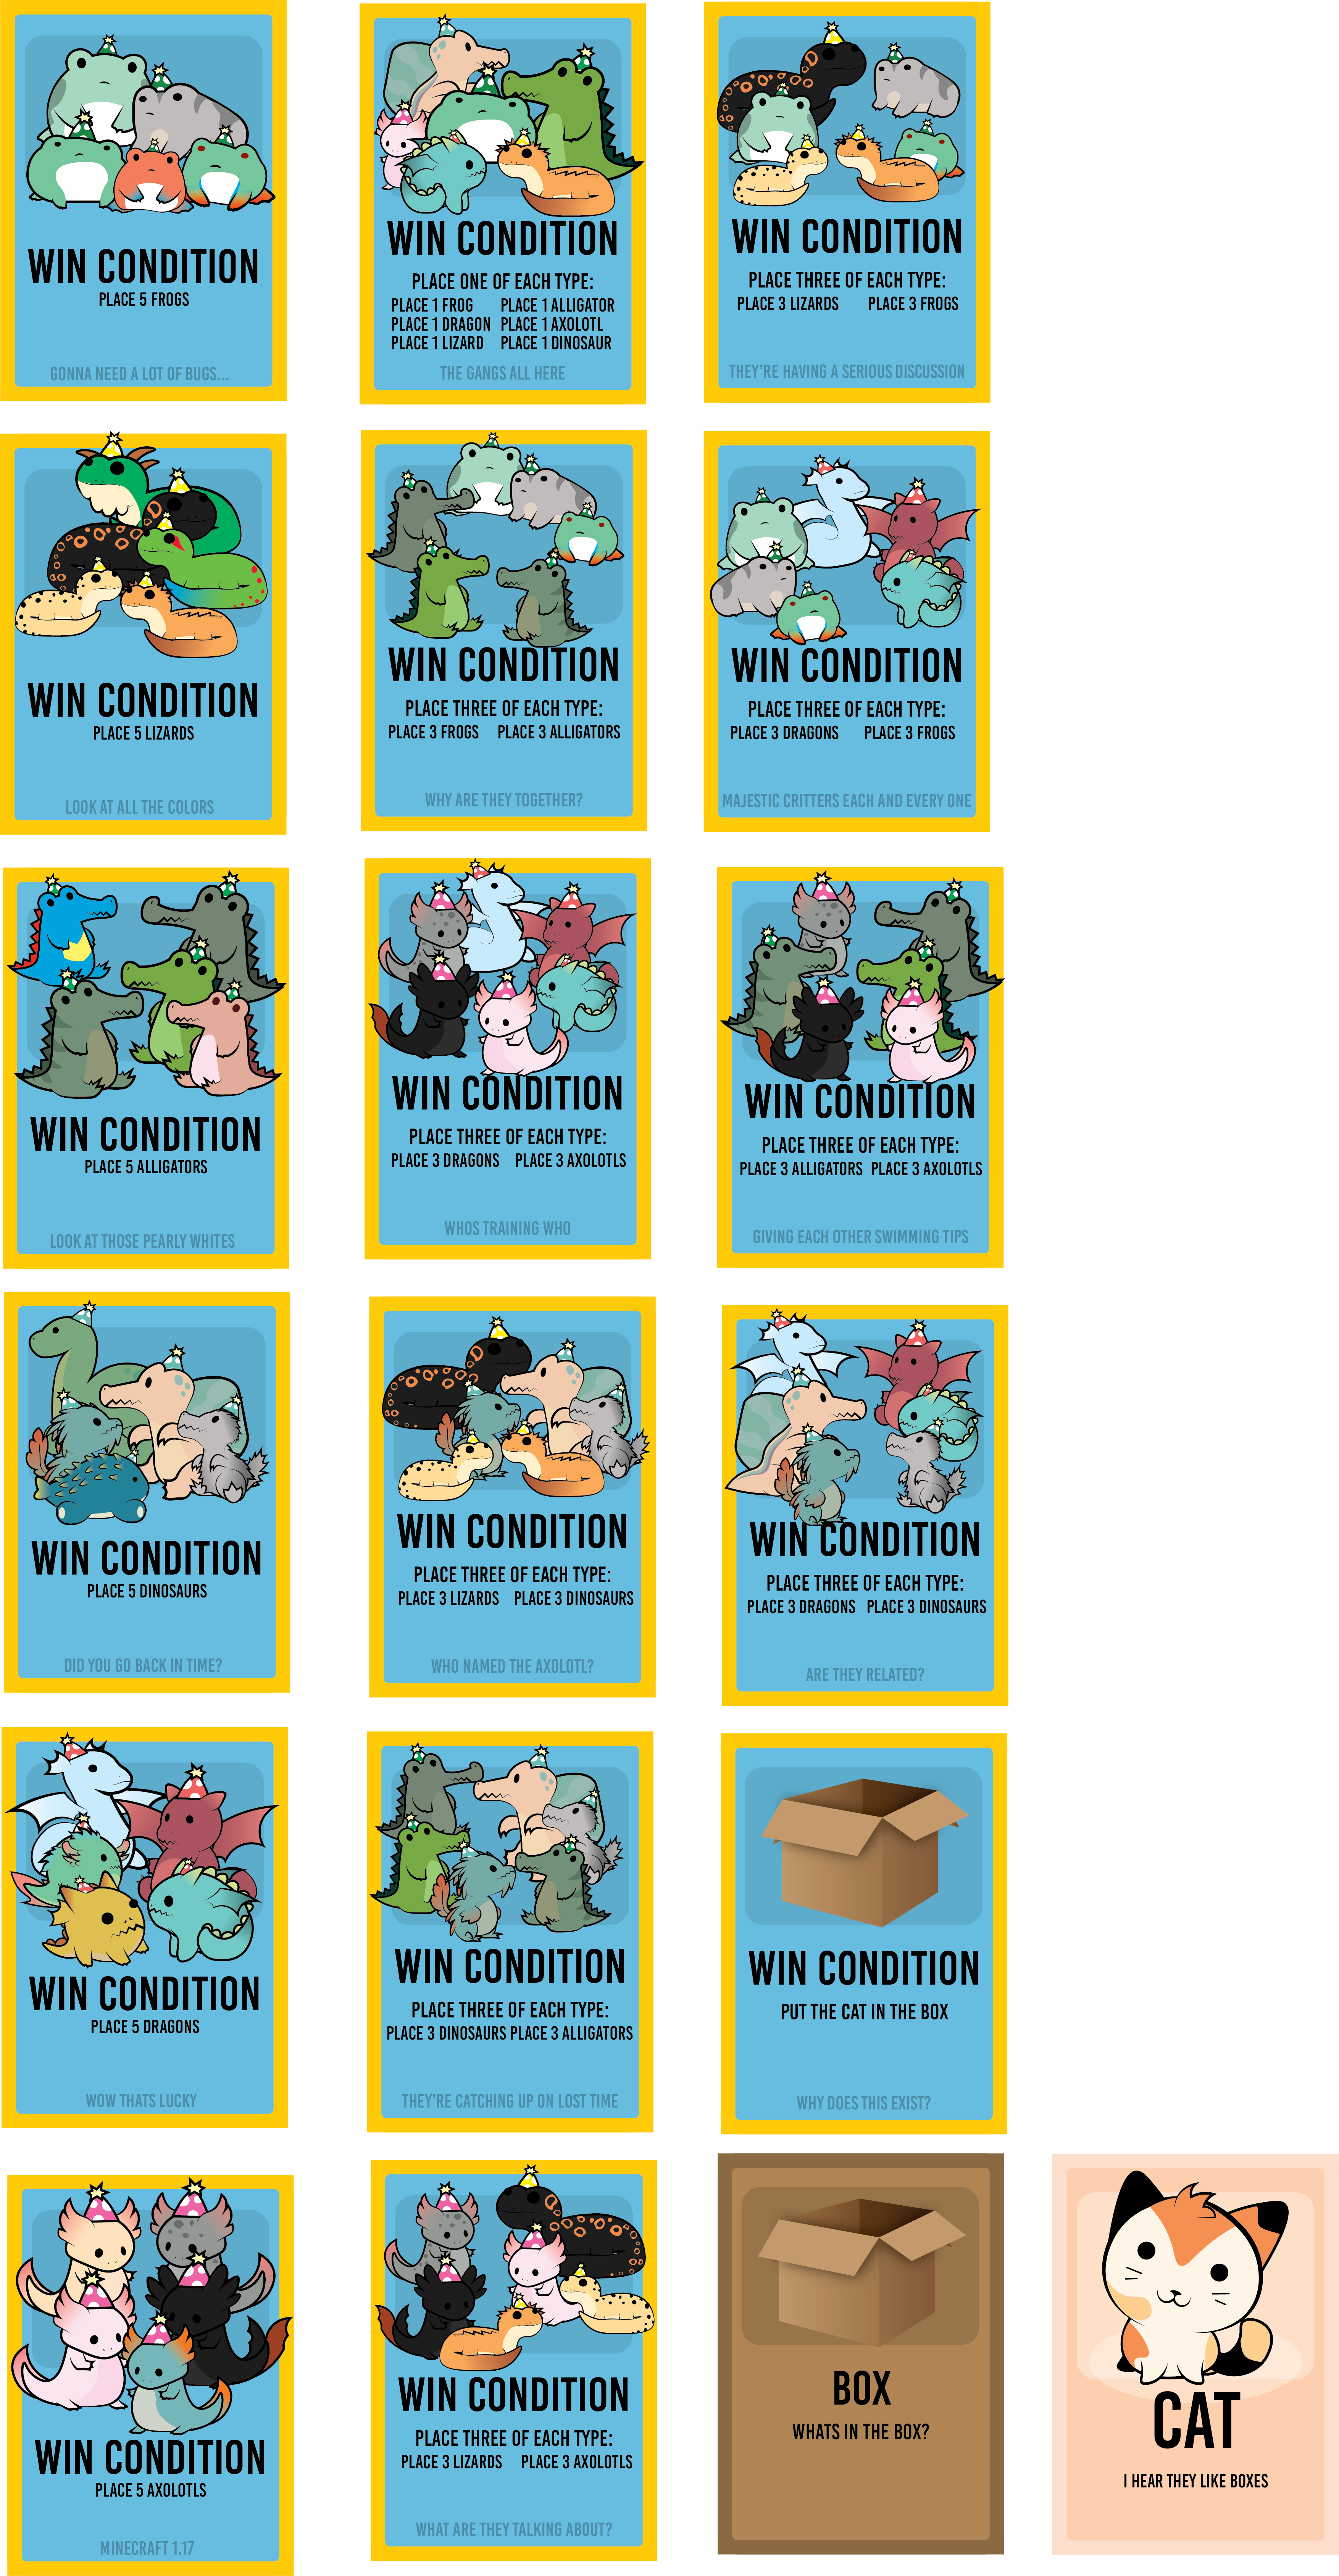 WIN CONDITION
PLACE 5 FROGS
GONNA NEED A LOT OF BUGS...
WIN CONDITION
PLACE ONE OF EACH TYPE:
PLACE 1 FROG PLACE 1 ALLIGATOR
PLACE 1 DRAGON PLACE 1 AXOLOTL
PLACE 1 LIZARD PLACE 1 DINOSAUR
THE GANGS ALL HERE
WIN CONDITION
PLACE THREE OF EACH TYPE:
PLACE 3 LIZARDS PLACE 3 FROGS
THEY'RE HAVING A SERIOUS DISCUSSION
WIN CONDITION
PLACE 5 LIZARDS
LOOK AT ALL THE COLORS
WIN CONDITION
PLACE THREE OF EACH TYPE:
PLACE 3 FROGS PLACE 3 ALLIGATORS
WHY ARE THEY TOGETHER?
WIN CONDITION
PLACE THREE OF EACH TYPE:
PLACE 3 DRAGONS PLACE 3 FROGS
MAJESTIC CRITTERS EACH AND EVERY ONE
WIN CONDITION
PLACE 5 ALLIGATORS
LOOK AT THOSE PEARLY WHITES
WIN CONDITION
PLACE THREE OF EACH TYPE:
PLACE 3 DRAGONS PLACE 3 AXOLOTLS
WHOS TRAINING WHO
WIN CONDITION
PLACE THREE OF EACH TYPE:
PLACE 3 ALLIGATORS PLACE 3 AXOLOTLS
GIVING EACH OTHER SWIMMING TIPS
WIN CONDITION
PLACE 5 DINOSAURS
DID YOU GO BACK IN TIME?
WIN CONDITION
PLACE THREE OF EACH TYPE:
PLACE 3 LIZARDS PLACE 3 DINOSAURS
WHO NAMED THE AXOLOTL?
WIN CONDITION
PLACE THREE OF EACH TYPE:
PLACE 3 DRAGONS PLACE 3 DINOSAURS
ARE THEY RELATED?
WIN CONDITION
PLACE 5 DRAGONS
WOW THATS LUCKY
WIN CONDITION
PLACE THREE OF EACH TYPE:
PLACE 3 DINOSAURS PLACE 3 ALLIGATORS
THEY'RE CATCHING UP ON LOST TIME
WIN CONDITION
PUT THE CAT IN THE BOX
WHY DOES THIS EXIST?
WIN CONDITION
PLACE 5 AXOLOTLS
MINECRAFT 1.17
WIN CONDITION
PLACE THREE OF EACH TYPE:
PLACE 3 LIZARDS PLACE 3 AXOLOTLS
WHAT ARE THEY TALKING ABOUT?
BOX
WHATS IN THE BOX?
CAT
I HEAR THEY LIKE BOXES